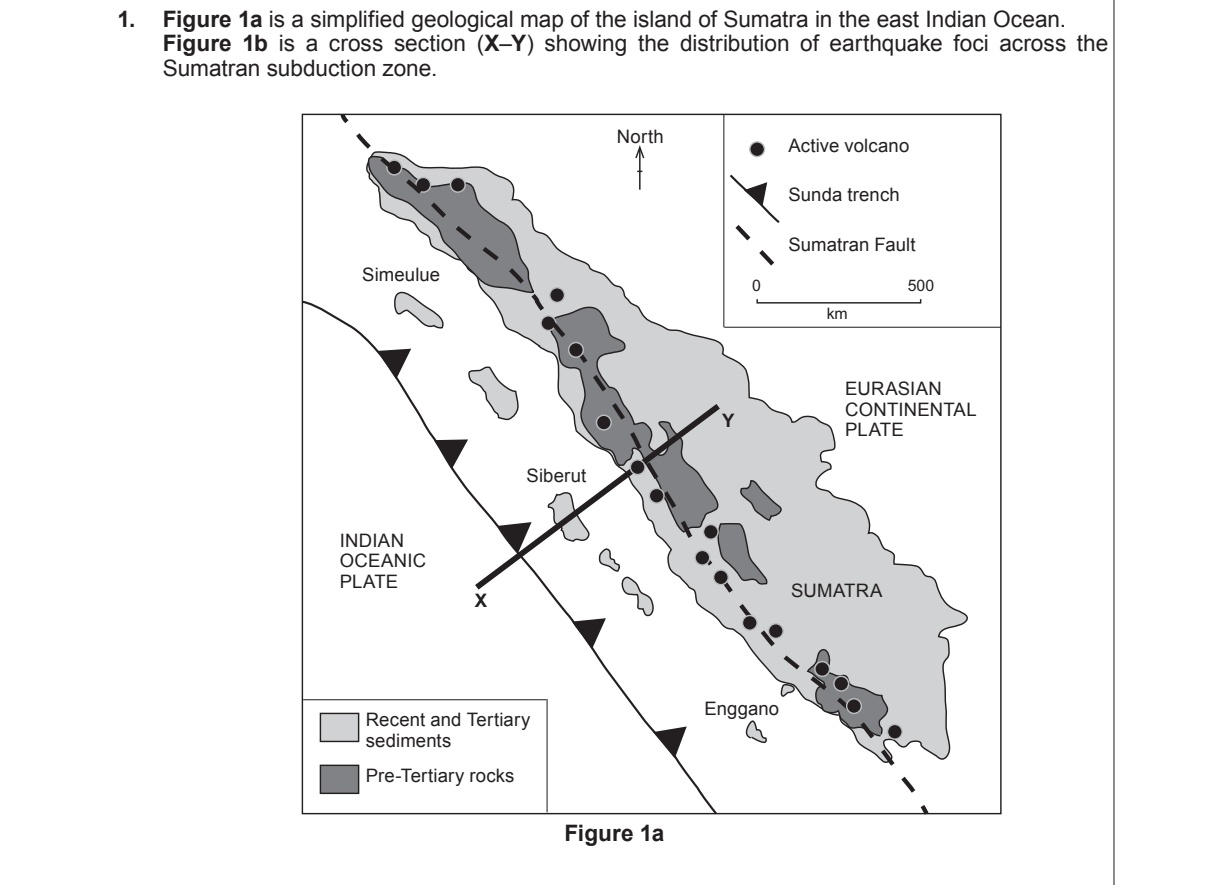 1. Figure 1a is a simplified geological map of the island of Sumatra in the east Indian Ocean.
Figure 1b is a cross section (X–Y) showing the distribution of earthquake foci across the
Sumatran subduction zone.
North
Active volcano
Sunda trench
Sumatran Fault
0 500
km
Simeulue
EURASIAN
CONTINENTAL
PLATE
Y
Siberut
INDIAN
OCEANIC
PLATE
X
SUMATRA
Enggano
Recent and Tertiary
sediments
Pre-Tertiary rocks
Figure 1a